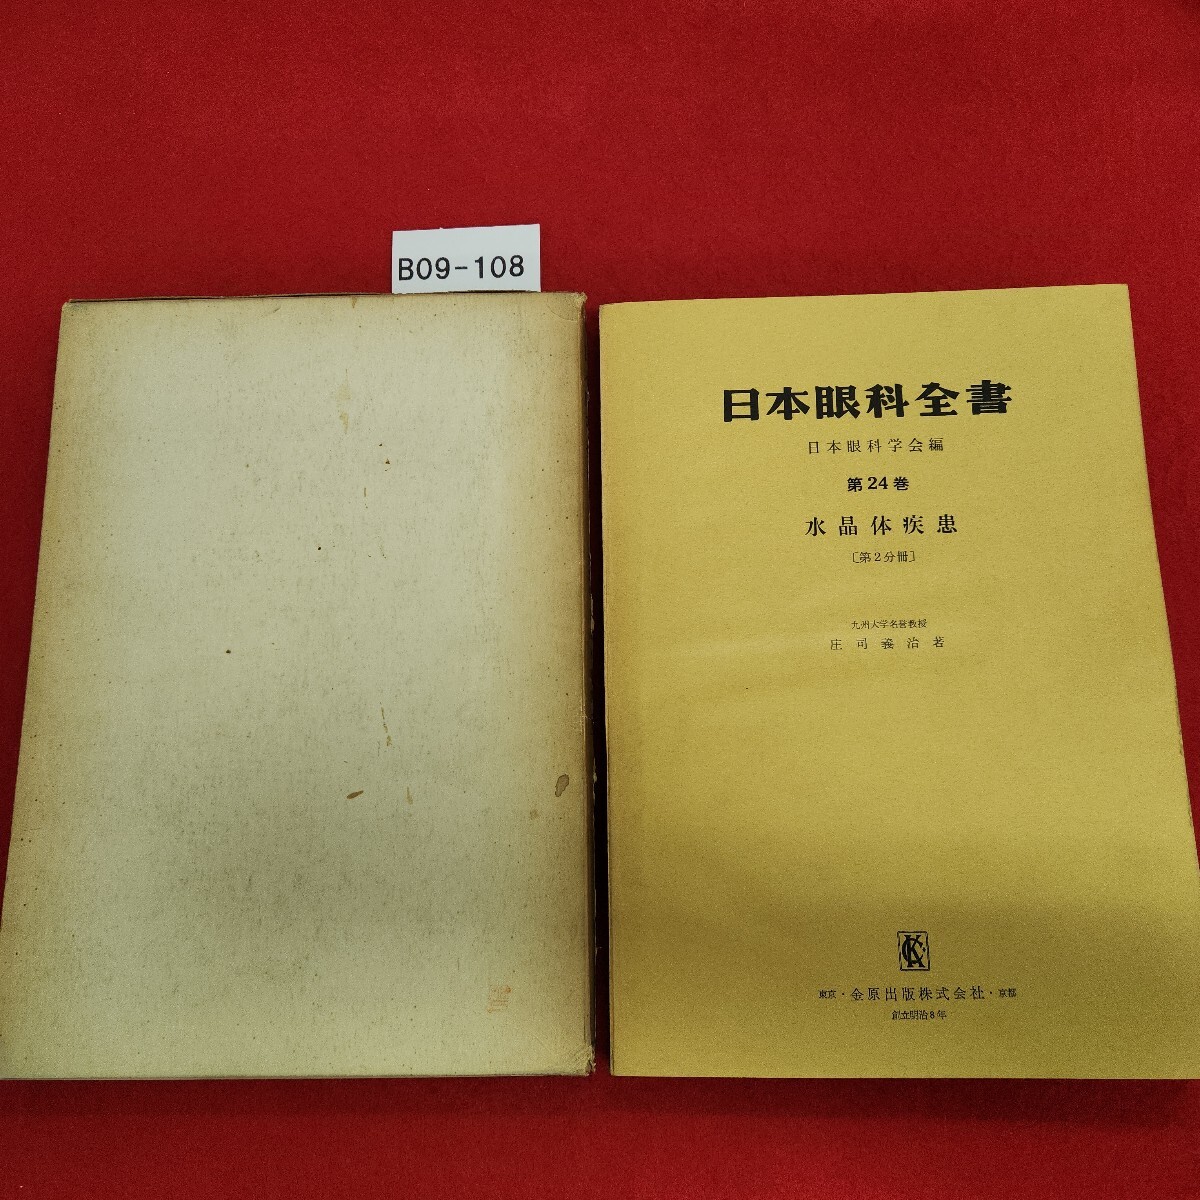 B09-108
日本眼科全書
日本眼科学会編
第24巻
水晶体疾患
[第2分冊]
九州大学名誉教授
庄司義治著
東京・金原出版株式会社・京都
創立明治8年